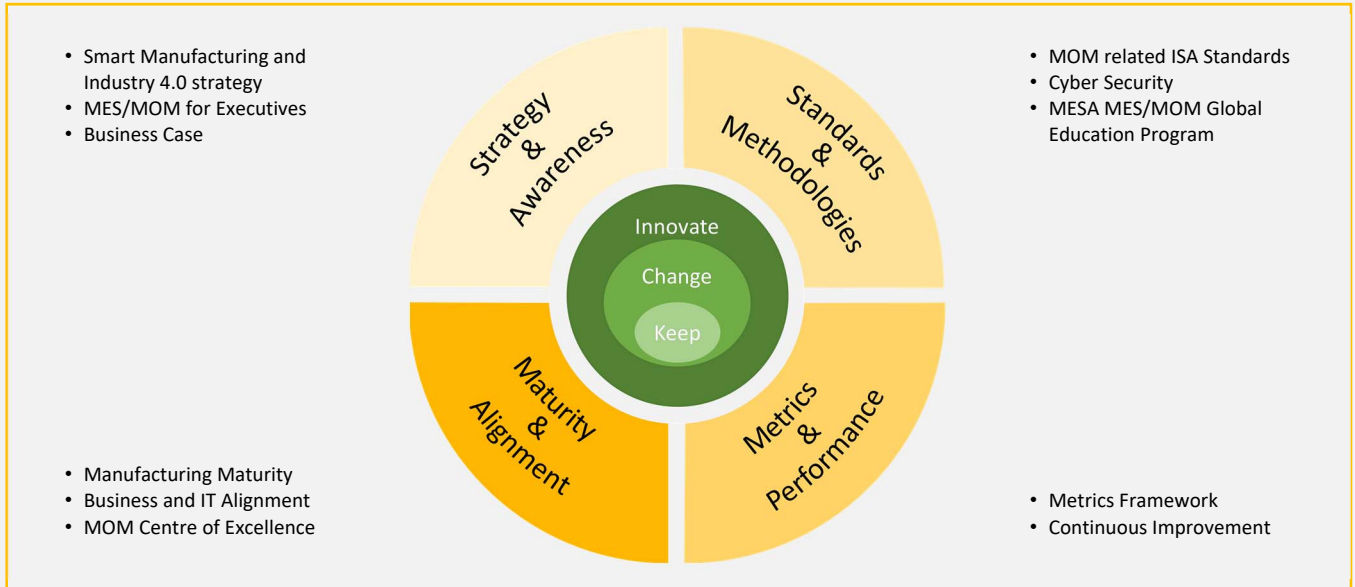 • Smart Manufacturing and
Industry 4.0 strategy
• MES/MOM for Executives
• Business Case
• MOM related ISA Standards
• Cyber Security
• MESA MES/MOM Global
Education Program
Strategy
&
Awareness
Standards
&
Methodologies
Innovate
Change
Keep
Maturity
&
Alignment
Metrics
&
Performance
• Manufacturing Maturity
• Business and IT Alignment
• MOM Centre of Excellence
• Metrics Framework
• Continuous Improvement